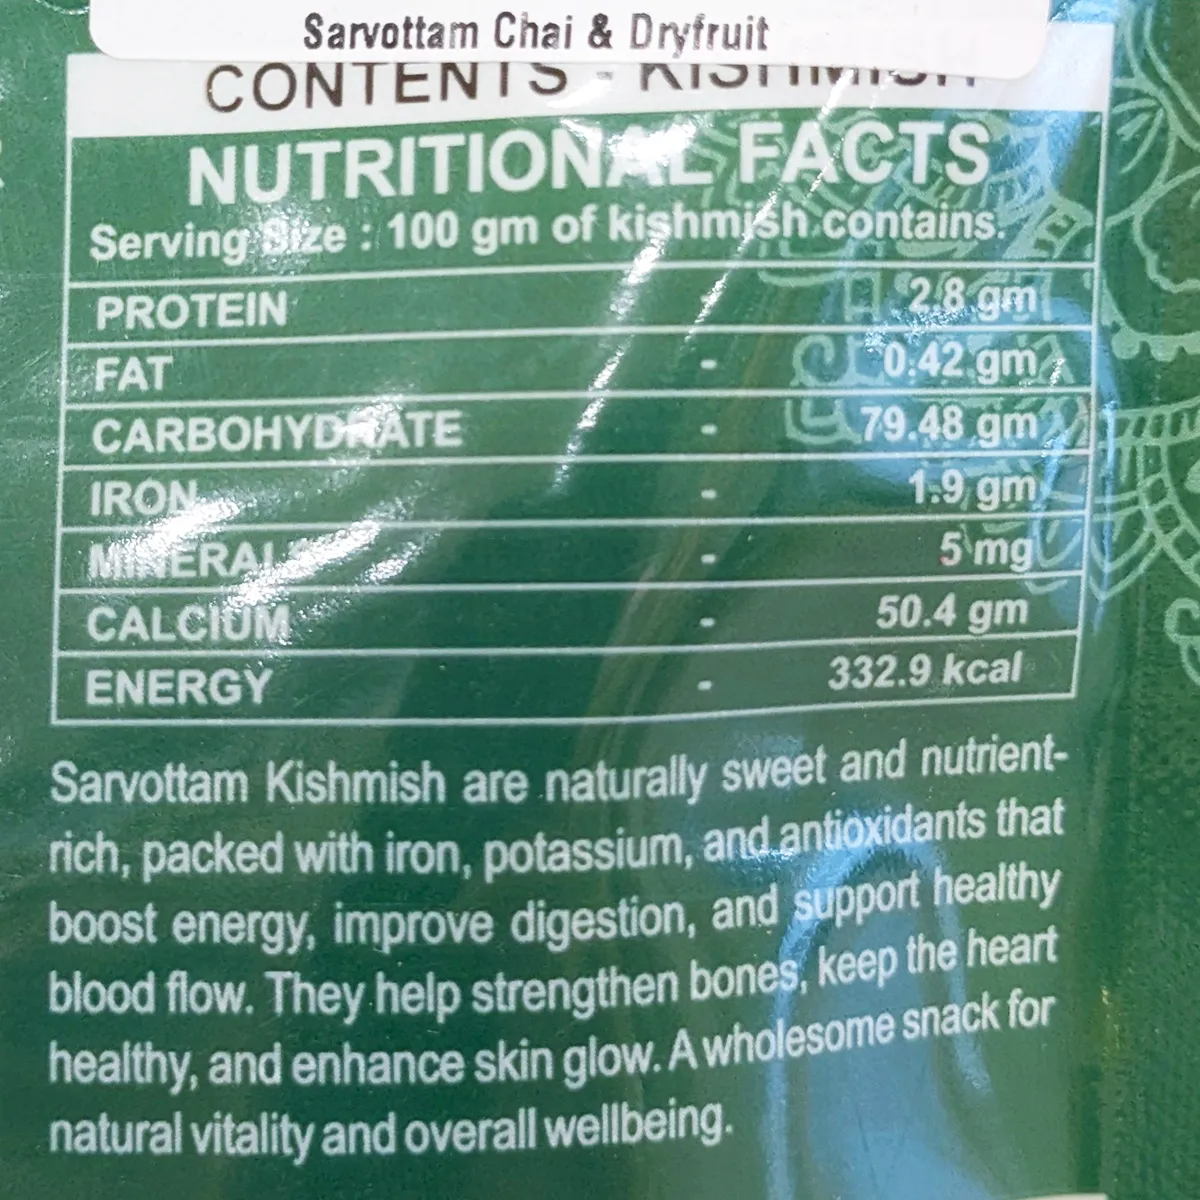 Sarvottam Chai & Dryfruit
CONTENTS - KISHMISH
NUTRITIONAL FACTS
Serving Size : 100 gm of kishmish contains.
PROTEIN - 2.8 gm
FAT - 0.42 gm
CARBOHYDRATE - 79.48 gm
IRON - 1.9 gm
MINERALS - 5 mg
CALCIUM - 50.4 gm
ENERGY - 332.9 kcal
Sarvottam Kishmish are naturally sweet and nutrient-
rich, packed with iron, potassium, and antioxidants that
boost energy, improve digestion, and support healthy
blood flow. They help strengthen bones, keep the heart
healthy, and enhance skin glow. A wholesome snack for
natural vitality and overall wellbeing.